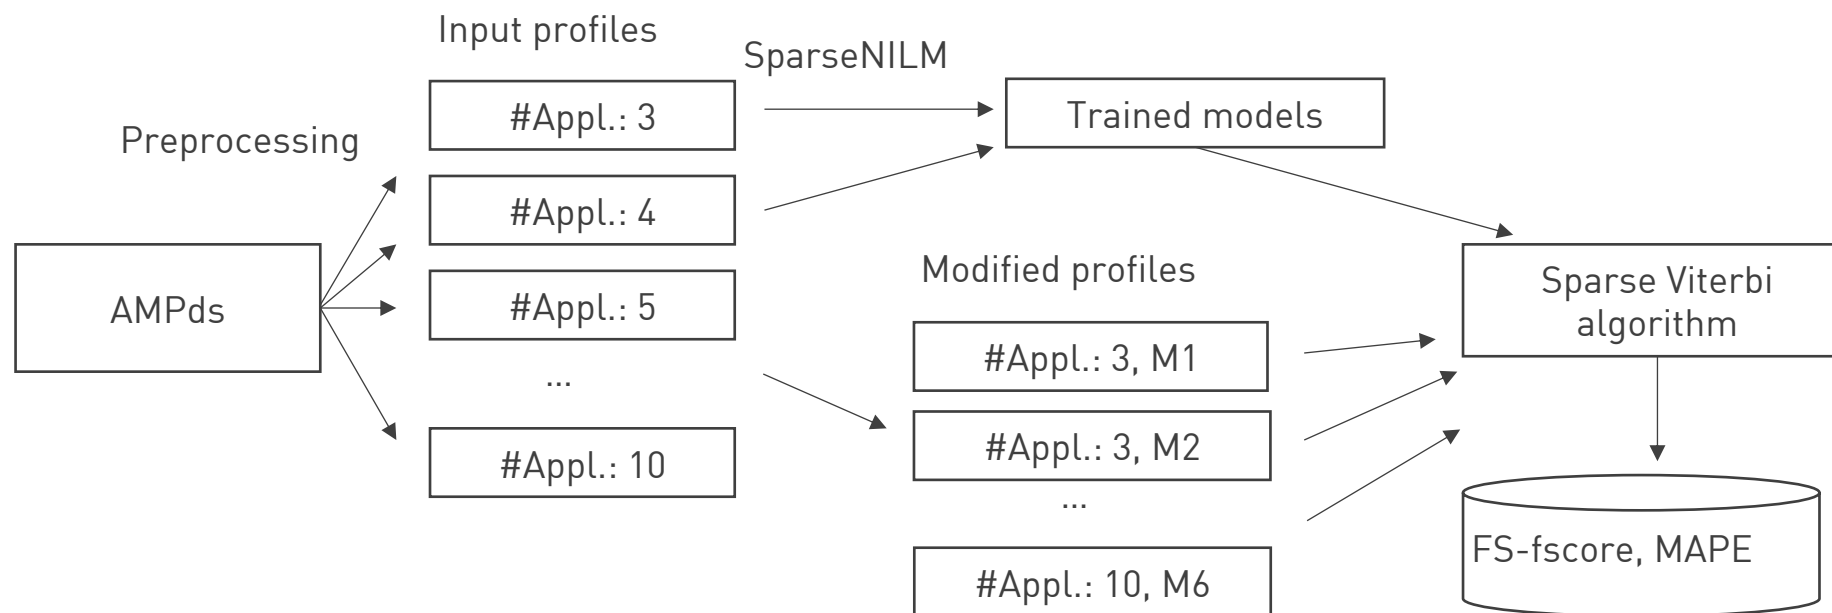 Input profiles
SparseNILM
#Appl.: 3
Trained models
Preprocessing
#Appl.: 4
AMPds
#Appl.: 5
...
#Appl.: 10
Modified profiles
#Appl.: 3, M1
#Appl.: 3, M2
...
#Appl.: 10, M6
Sparse Viterbi
algorithm
FS-fscore, MAPE